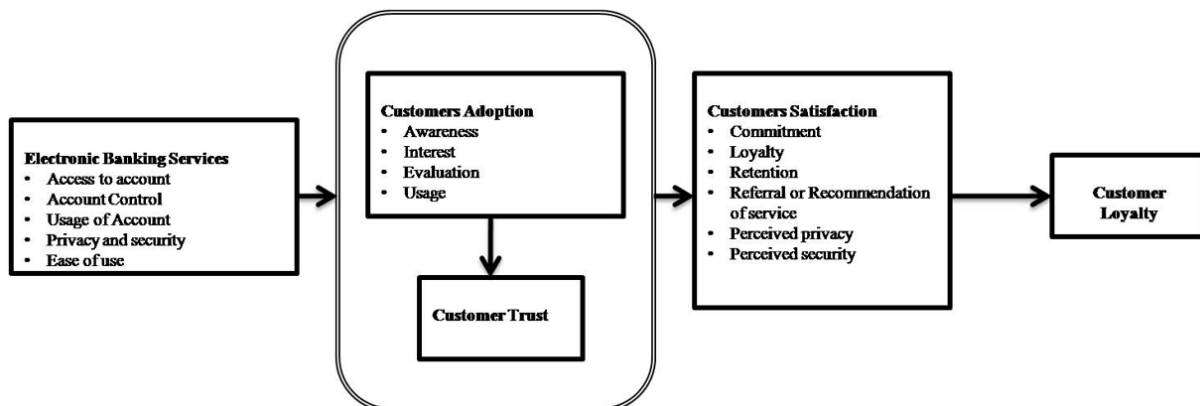 Electronic Banking Services
• Access to account
• Account Control
• Usage of Account
• Privacy and security
• Ease of use
Customers Adoption
• Awareness
• Interest
• Evaluation
• Usage
Customer Trust
Customers Satisfaction
• Commitment
• Loyalty
• Retention
• Referral or Recommendation
of service
• Perceived privacy
• Perceived security
Customer
Loyalty